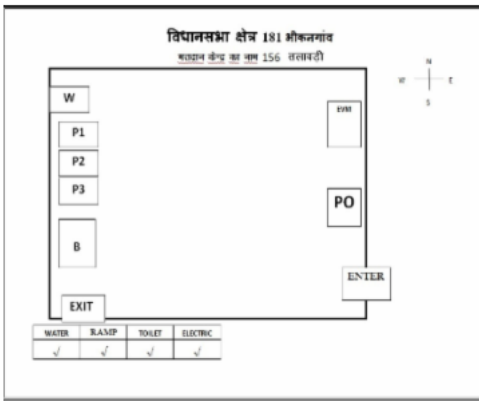 विधानसभा क्षेत्र 181 भीकनगांव
मतदान केन्द्र का नाम 156 तलावडी
N
W E
S
W
EVM
P1
P2
P3
PO
B
ENTER
EXIT
WATER RAMP TOILET ELECTRIC
√ √ √ √